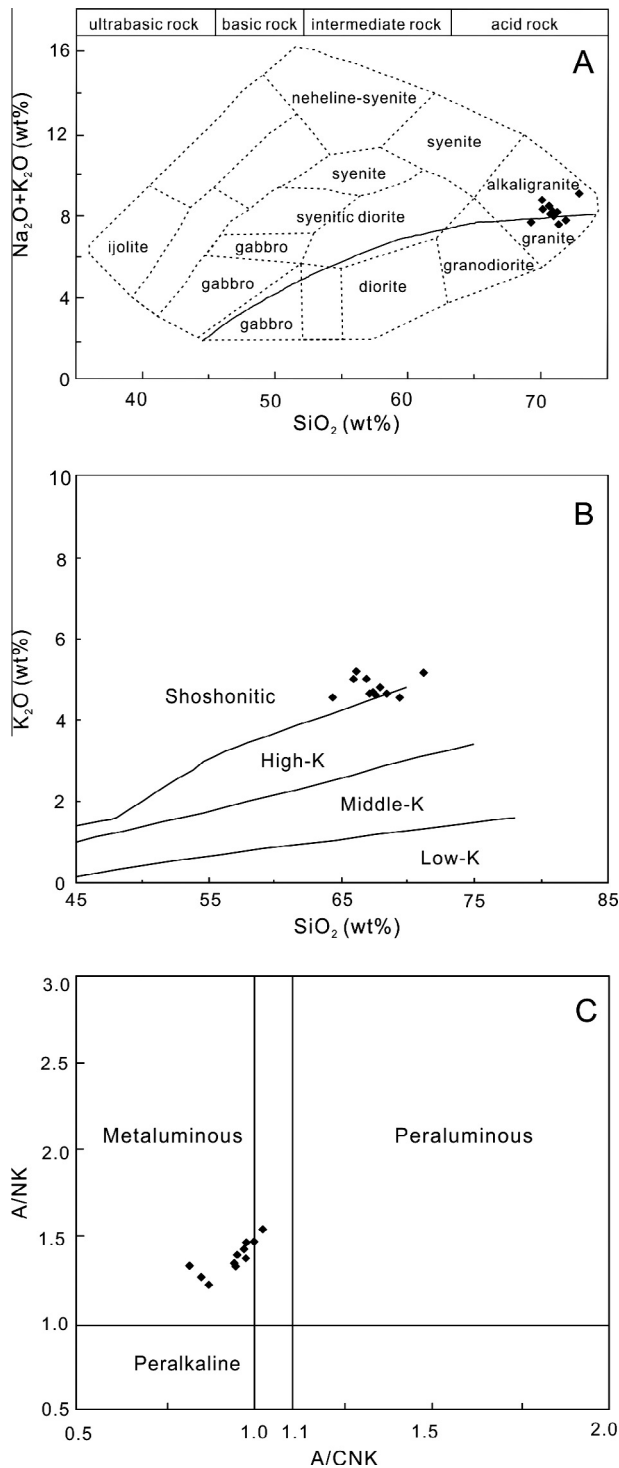 ultrabasic rock basic rock intermediate rock acid rock
A
16
12
8
4
0
Na₂O+K₂O (wt%)
neheline-syenite
syenite
syenite
alkaligranite
syenitic diorite
ijolite
gabbro
granite
granodiorite
gabbro
diorite
gabbro
40 50 60 70
SiO₂ (wt%)
B
10
8
6
4
2
0
K₂O (wt%)
Shoshonitic
High-K
Middle-K
Low-K
45 55 65 75 85
SiO₂ (wt%)
C
3.0
2.5
2.0
1.5
1.0
0.5
A/NK
Metaluminous Peraluminous
Peralkaline
0.5 1.0 1.1 1.5 2.0
A/CNK